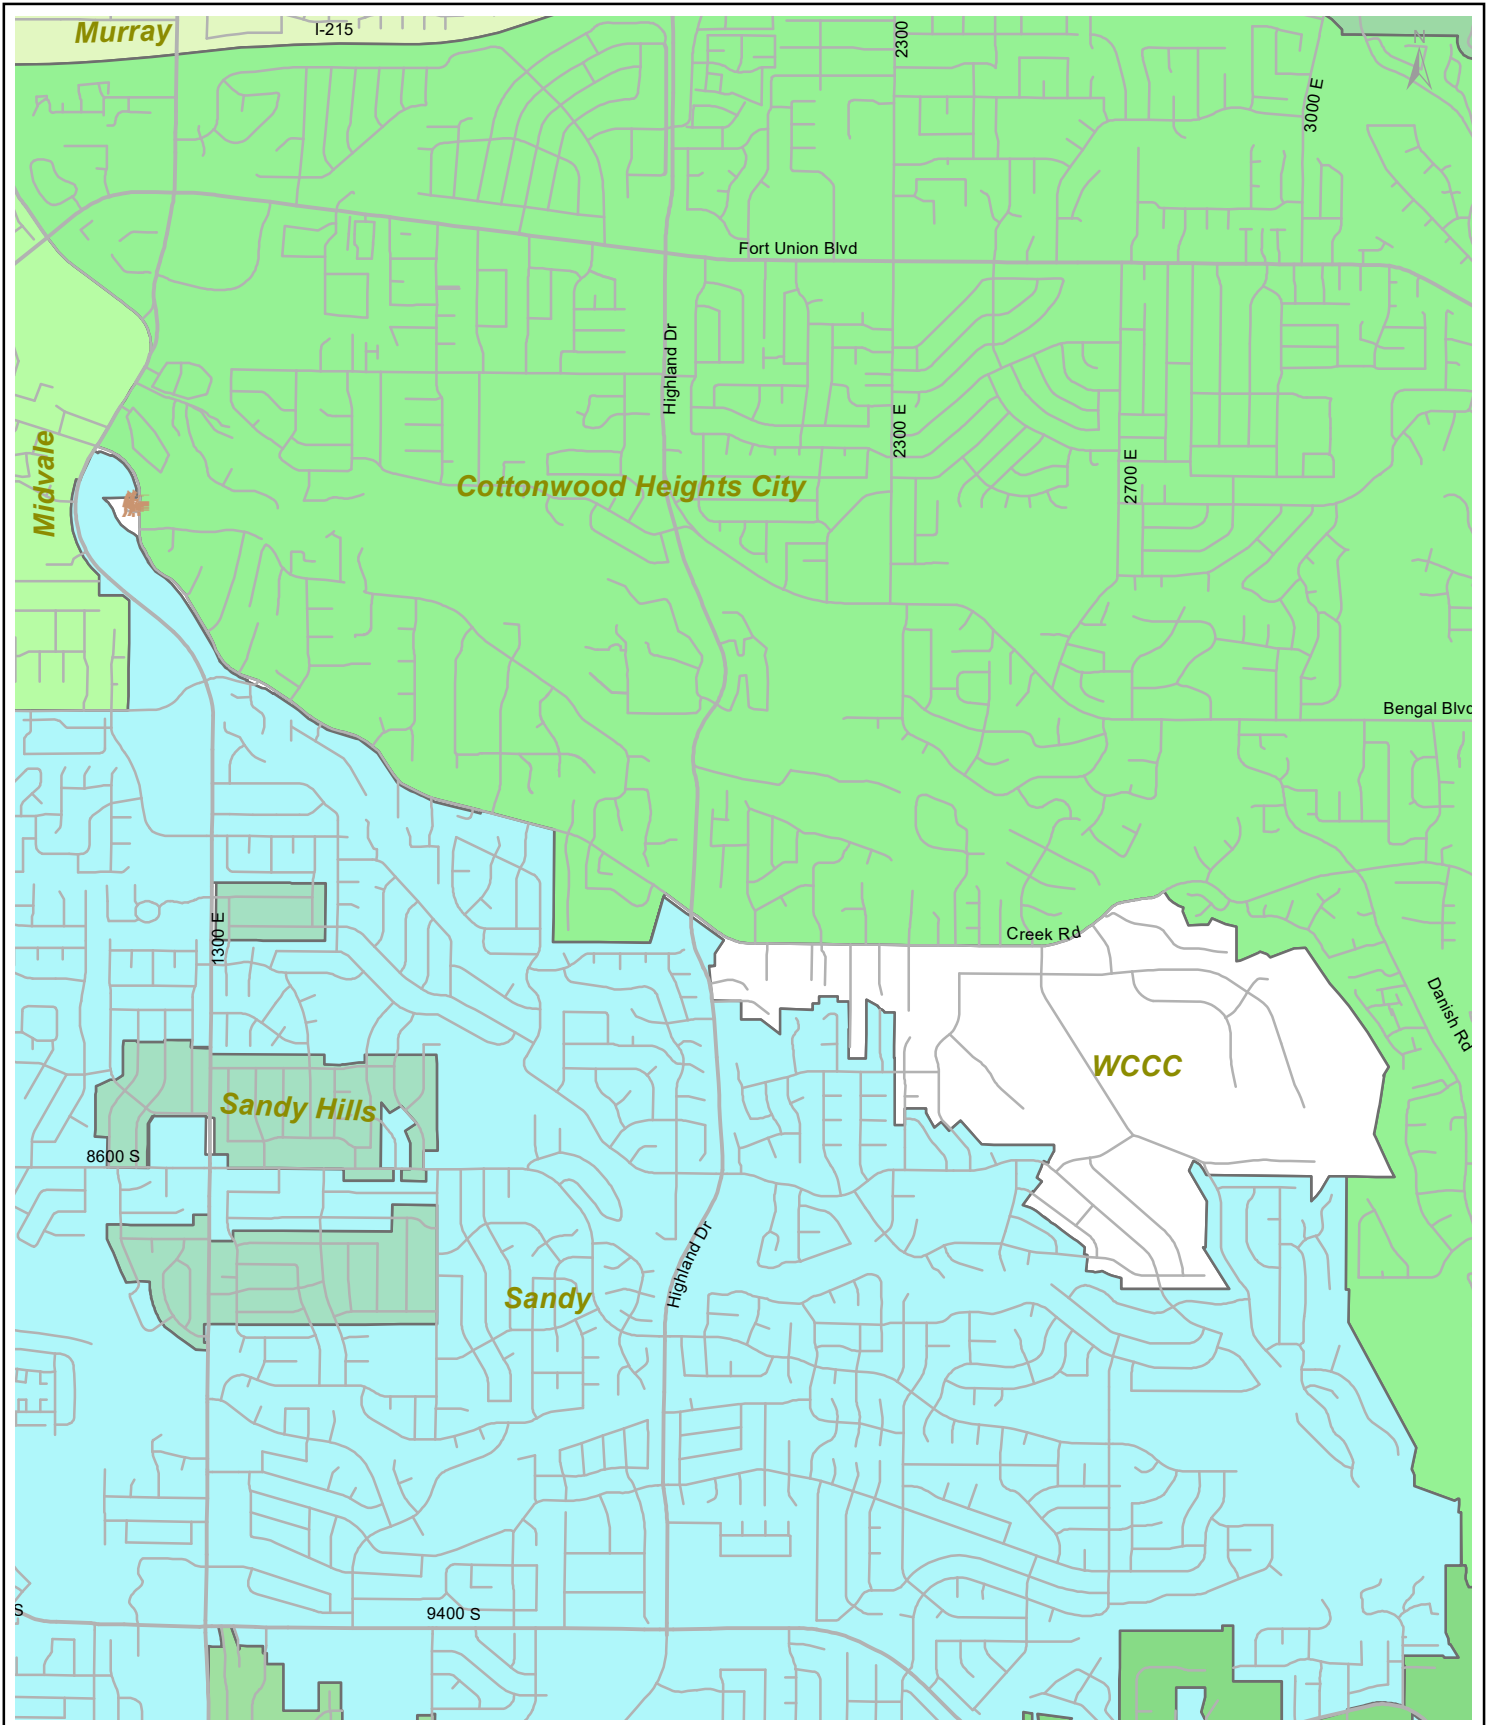 Murray
I-215
2300
N
3000 E
Fort Union Blvd
Highland Dr
2300 E
2700 E
Midvale
Cottonwood Heights City
Bengal Blvd
1300 E
Creek Rd
Danish Rd
WCCC
Sandy Hills
8600 S
Highland Dr
Sandy
S
9400 S